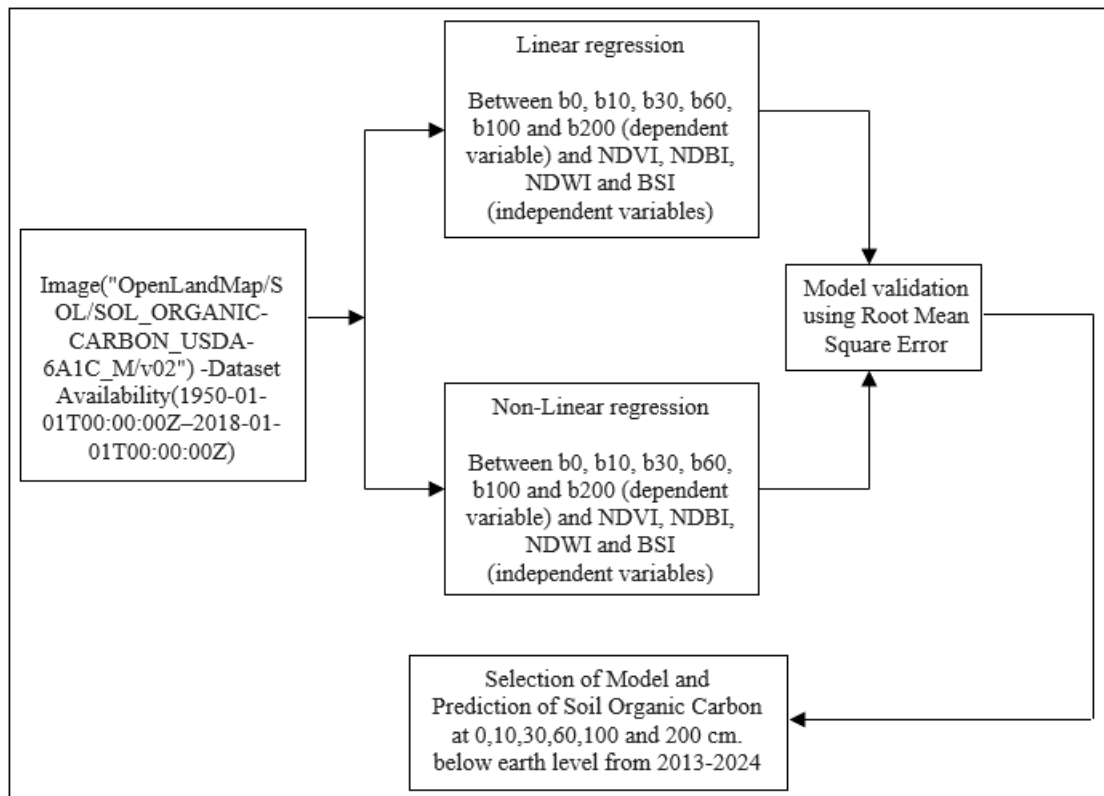 Linear regression
Between b0, b10, b30, b60,
b100 and b200 (dependent
variable) and NDVI, NDBI,
NDWI and BSI
(independent variables)
Image("OpenLandMap/S
OL/SOL_ORGANIC-
CARBON_USDA-
6A1C_M/v02") -Dataset
Availability(1950-01-
01T00:00:00Z–2018-01-
01T00:00:00Z)
Model validation
using Root Mean
Square Error
Non-Linear regression
Between b0, b10, b30, b60,
b100 and b200 (dependent
variable) and NDVI, NDBI,
NDWI and BSI
(independent variables)
Selection of Model and
Prediction of Soil Organic Carbon
at 0,10,30,60,100 and 200 cm.
below earth level from 2013-2024